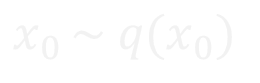 x₀ ~ q(x₀)